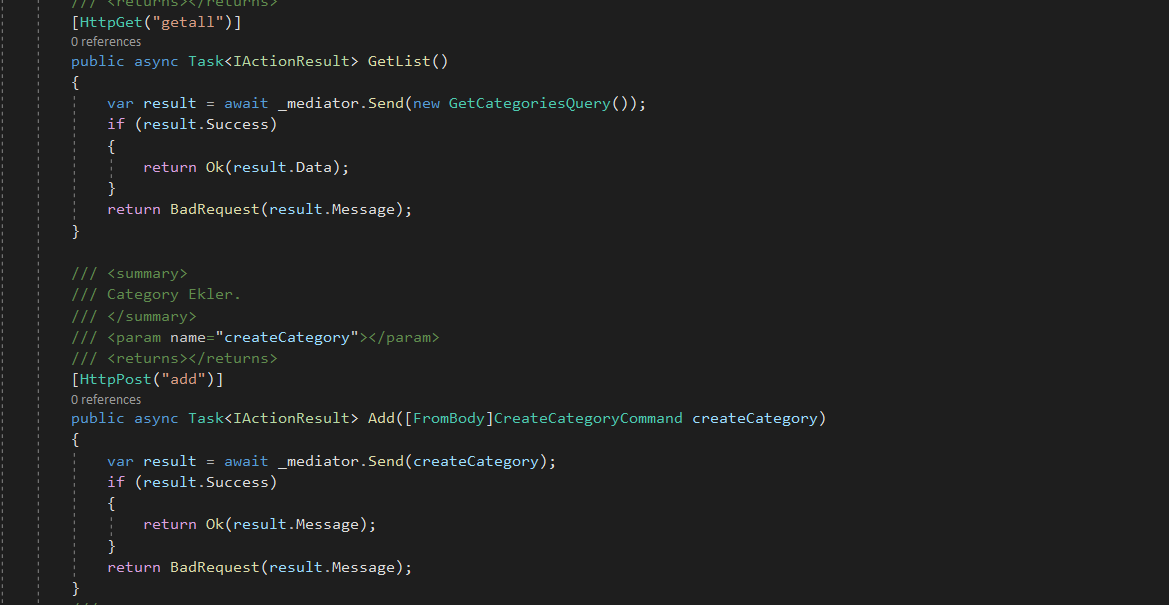 /// <returns></returns>
[HttpGet("getall")]
0 references
public async Task<IActionResult> GetList()
{
var result = await _mediator.Send(new GetCategoriesQuery());
if (result.Success)
{
return Ok(result.Data);
}
return BadRequest(result.Message);
}
/// <summary>
/// Category Ekler.
/// </summary>
/// <param name="createCategory"></param>
/// <returns></returns>
[HttpPost("add")]
0 references
public async Task<IActionResult> Add([FromBody]CreateCategoryCommand createCategory)
{
var result = await _mediator.Send(createCategory);
if (result.Success)
{
return Ok(result.Message);
}
return BadRequest(result.Message);
}